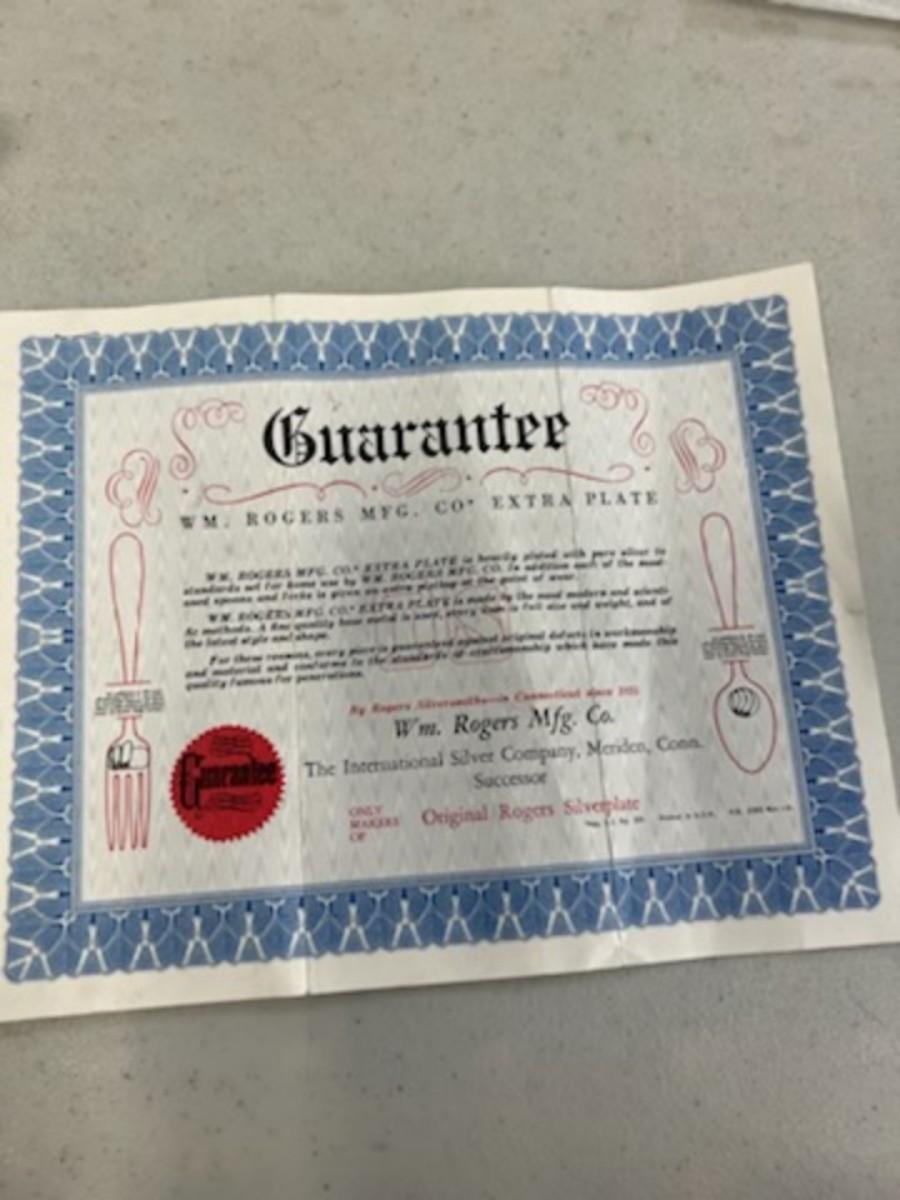 Guarantee
WM. ROGERS MFG. CO* EXTRA PLATE
WM. ROGERS MFG. CO.* EXTRA PLATE is heavily plated with pure silver to
standards set for home use by WM. ROGERS MFG. CO. In addition each of the most-
used spoons and forks is given an extra plating at the point of wear.
WM. ROGERS MFG. CO.* EXTRA PLATE is made by the most modern and scienti-
fic methods. A fine quality base metal is used, every item is full size and weight, and of
the latest style and shape.
For these reasons, every piece is guaranteed against original defects in workmanship
and material and conforms to the standards of craftsmanship which have made this
quality famous for generations.
By Rogers Silversmiths—in Connecticut since
Wm. Rogers Mfg. Co.
The International Silver Company, Meriden, Conn.
Successor
Guarantee
ONLY
MAKERS
OF
Original Rogers Silverplate
Printed in U.S.A.